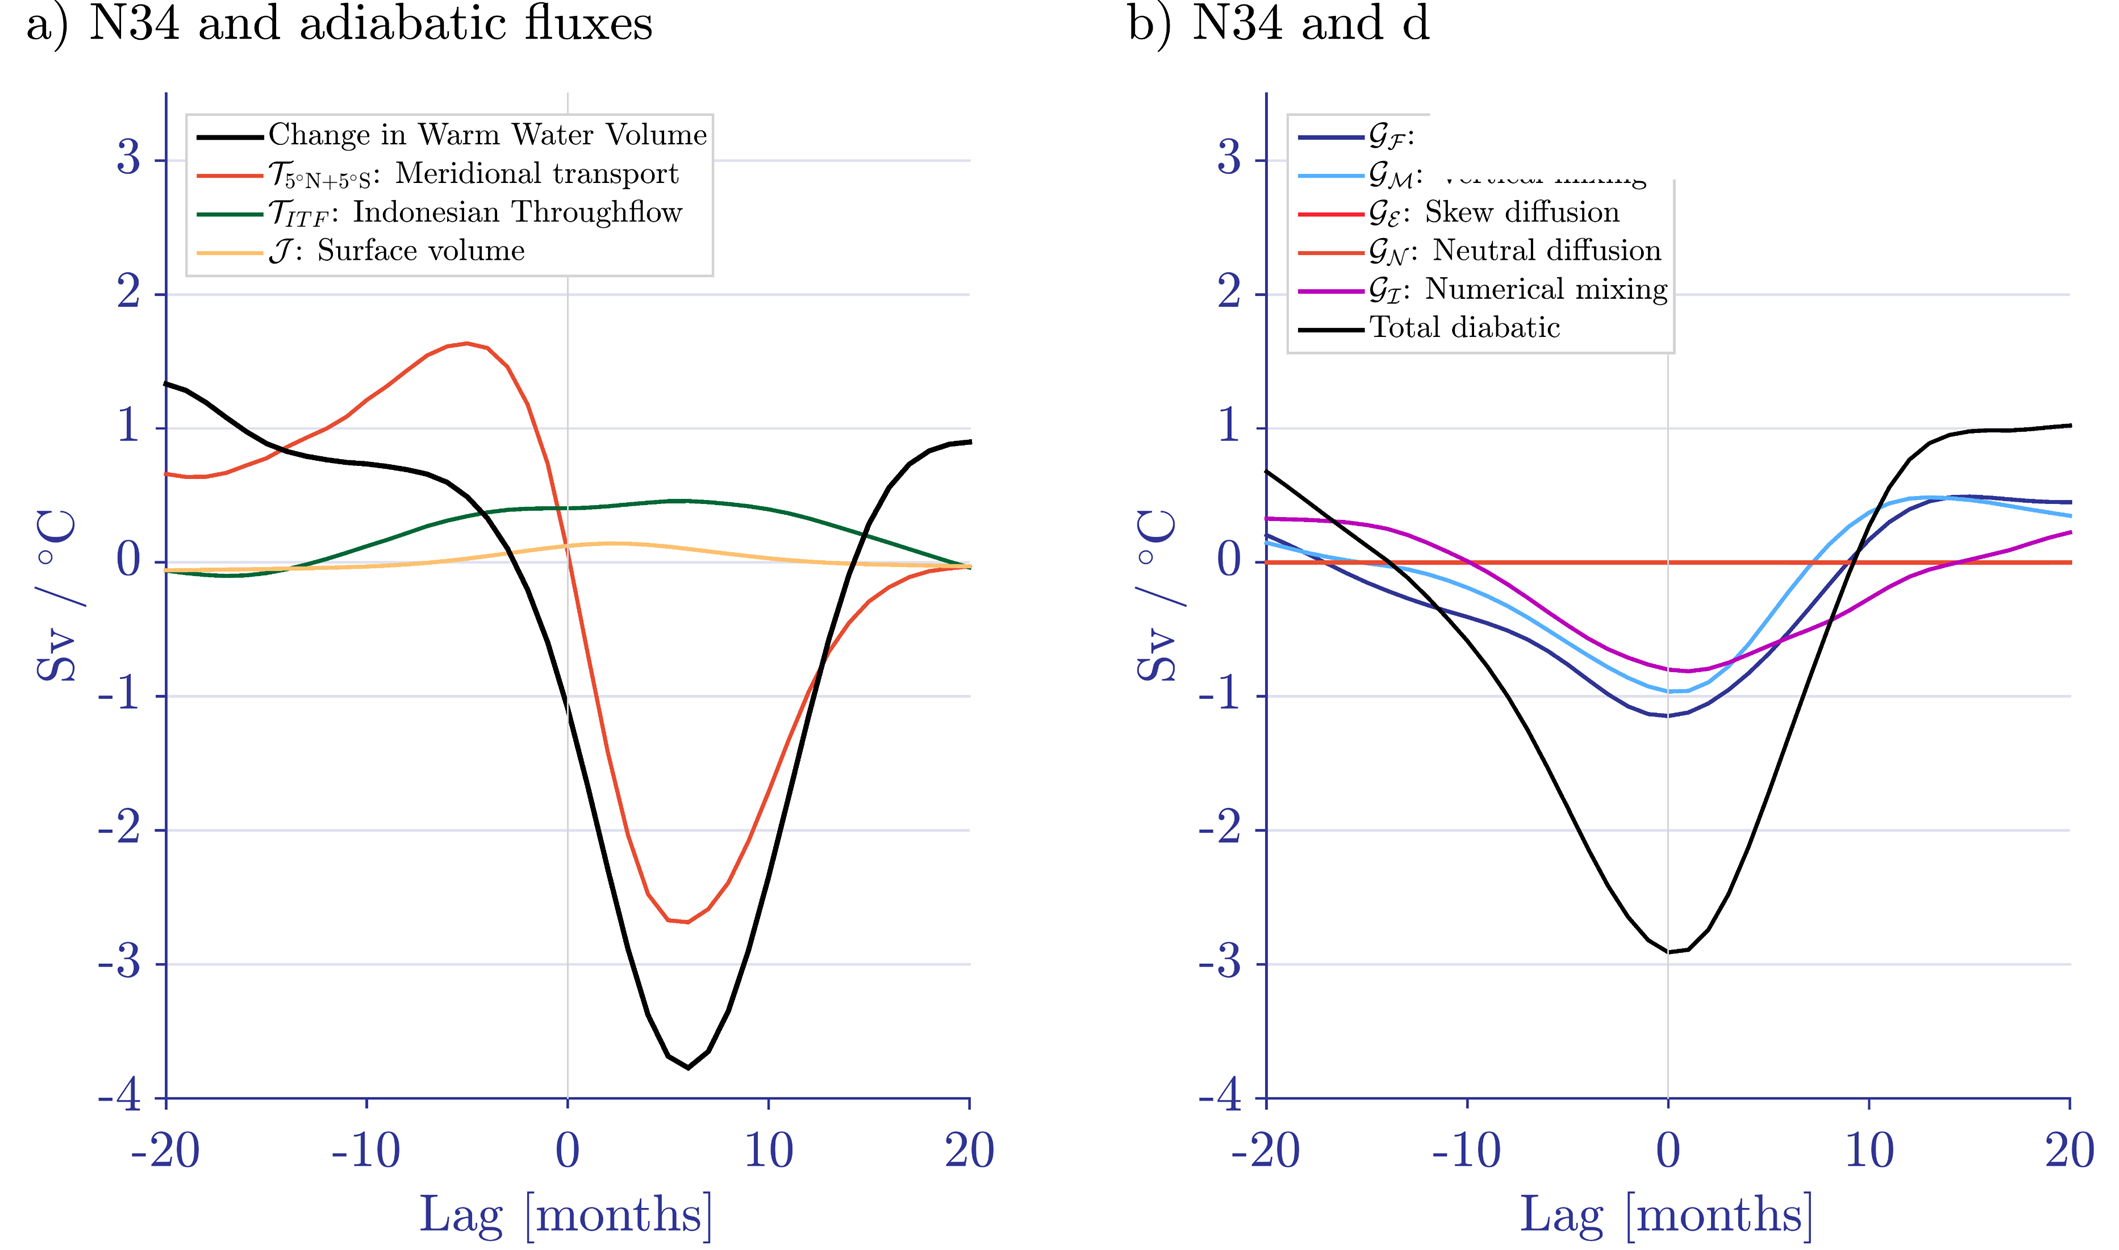 a) N34 and adiabatic fluxes
Change in Warm Water Volume
𝒯5°N+5°S: Meridional transport
𝒯ITF: Indonesian Throughflow
𝒥: Surface volume
3
2
1
0
-1
-2
-3
-4
Sv / °C
-20 -10 0 10 20
Lag [months]
b) N34 and d
𝒢ℱ:
𝒢ℳ: Vertical mixing
𝒢ℰ: Skew diffusion
𝒢𝒩: Neutral diffusion
𝒢ℐ: Numerical mixing
Total diabatic
3
2
1
0
-1
-2
-3
-4
Sv / °C
-20 -10 0 10 20
Lag [months]